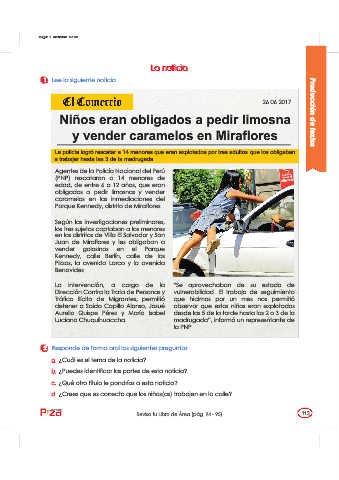 La noticia
1 Lee la siguiente noticia
Producción de textos
El Comercio
26 06 2017
Niños eran obligados a pedir limosna
y vender caramelos en Miraflores
La policía logró rescatar a 14 menores que eran explotados por tres adultos que los obligaban
a trabajar hasta las 3 de la madrugada
Agentes de la Policía Nacional del Perú
(PNP) rescataron a 14 menores de
edad, de entre 6 a 12 años, que eran
obligados a pedir limosnas y vender
caramelos en las inmediaciones del
Parque Kennedy, distrito de Miraflores
Según las investigaciones preliminares,
los tres sujetos captaban a los menores
en los distritos de Villa El Salvador y San
Juan de Miraflores y les obligaban a
vender golosinas en el Parque
Kennedy, calle Berlín, calle de las
Pizzas, la avenida Larco y la avenida
Benavides
La intervención, a cargo de la
Dirección Contra la Trata de Personas y
Tráfico Ilícito de Migrantes, permitió
detener a Saida Capillo Alonso, Josué
Aurelio Quispe Pérez y María Isabel
Luciana Chuquihuaccha
"Se aprovechaban de su estado de
vulnerabilidad. El trabajo de seguimiento
que hicimos por un mes nos permitió
observar que estos niños eran explotados
desde las 5 de la tarde hasta las 2 o 3 de la
madrugada", informó un representante de
la PNP
2 Responde de forma oral las siguientes preguntas
a ¿Cuál es el tema de la noticia?
b. ¿Puedes identificar las partes de esta noticia?
c. ¿Qué otro título le pondrías a esta noticia?
d ¿Crees que es correcto que los niños(as) trabajen en la calle?
Revisa tu Libro de Área (pág. 94 - 95)
113